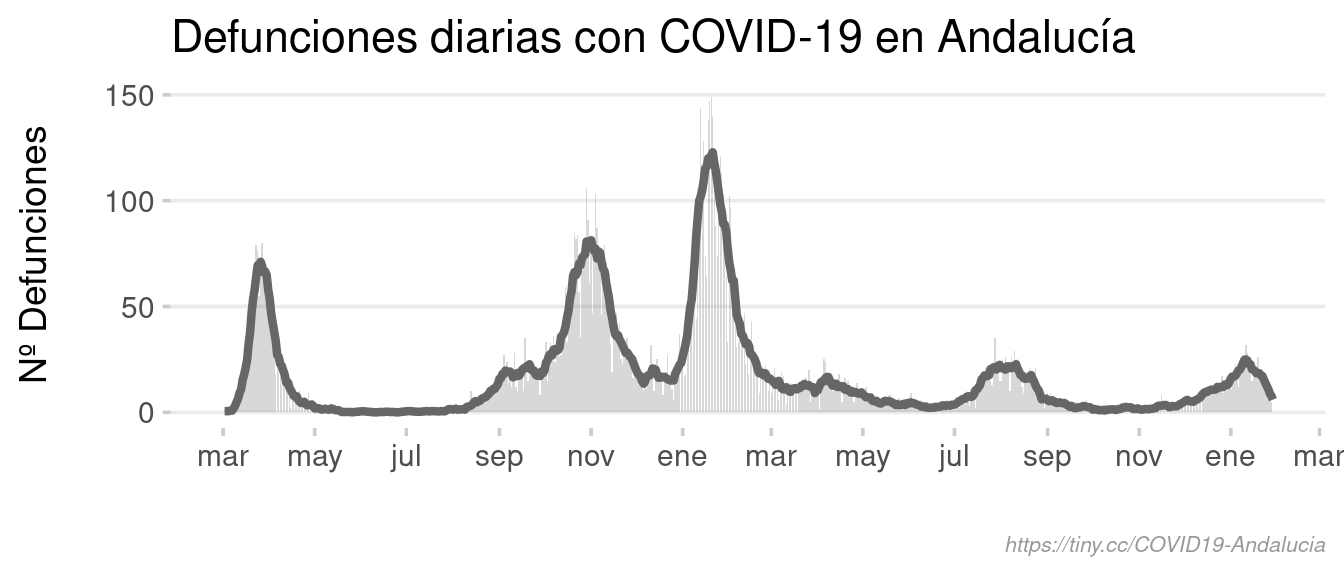 Defunciones diarias con COVID-19 en Andalucía
Nº Defunciones
150
100
50
0
mar may jul sep nov ene mar may jul sep nov ene mar
https://tiny.cc/COVID19-Andalucia